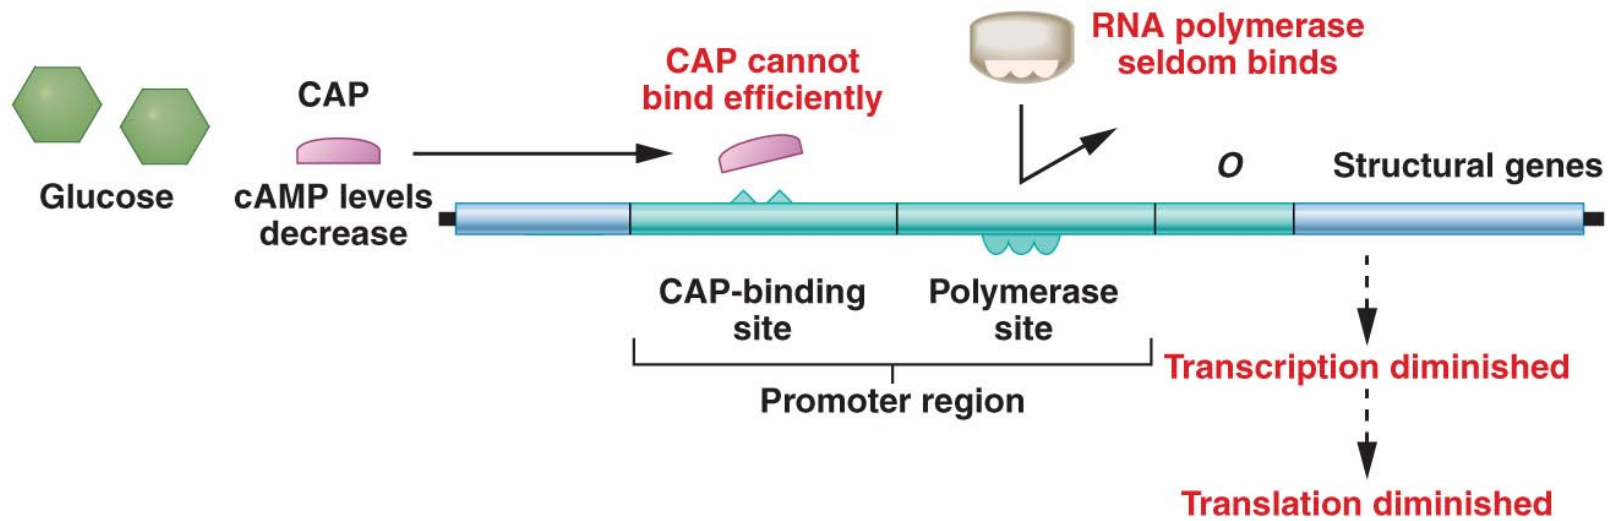 Glucose
CAP
cAMP levels
decrease
CAP cannot
bind efficiently
RNA polymerase
seldom binds
O
Structural genes
CAP-binding
site
Polymerase
site
Promoter region
Transcription diminished
Translation diminished